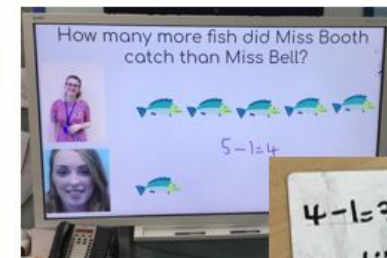 How many more fish did Miss Booth
catch than Miss Bell?
5-1=4
4-1=